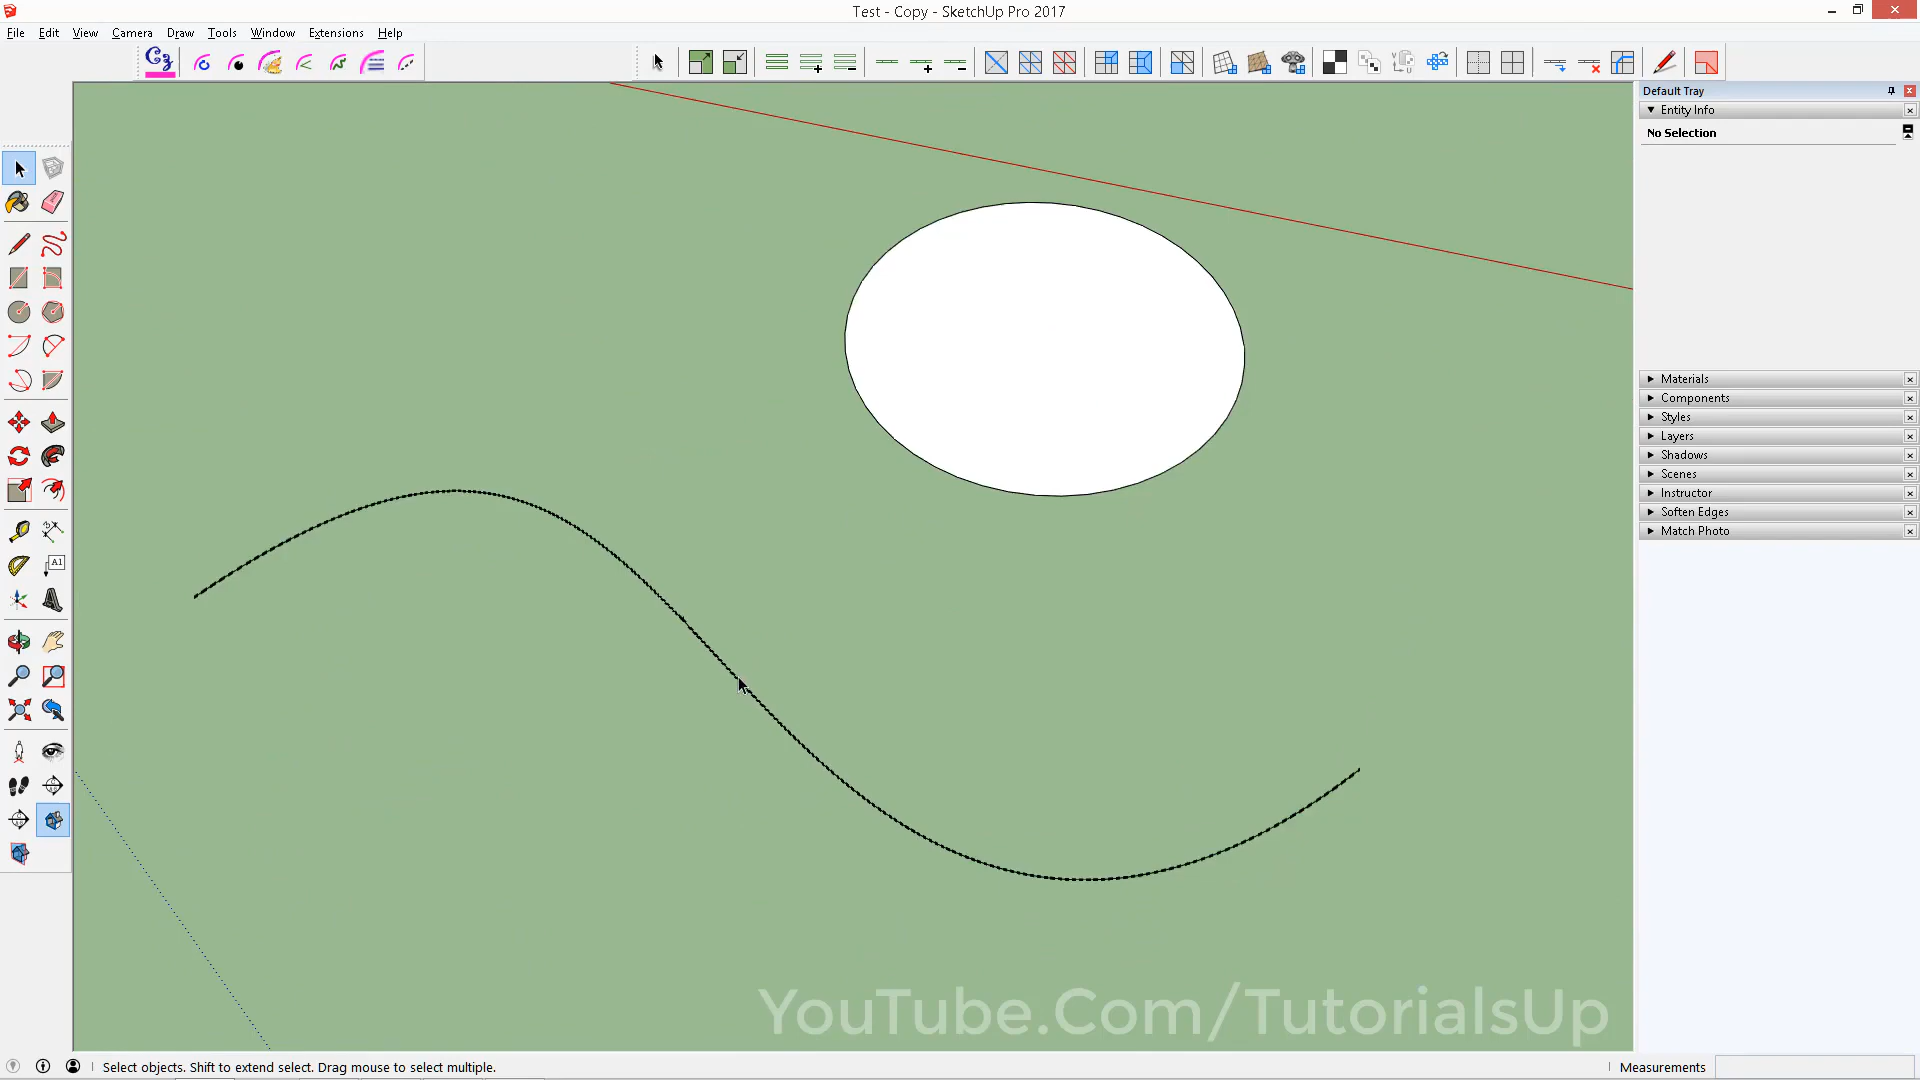 Test - Copy - SketchUp Pro 2017
File Edit View Camera Draw Tools Window Extensions Help
Default Tray
Entity Info
No Selection
Materials
Components
Styles
Layers
Shadows
Scenes
Instructor
Soften Edges
Match Photo
A1
YouTube.Com/TutorialsUp
Select objects. Shift to extend select. Drag mouse to select multiple.
Measurements